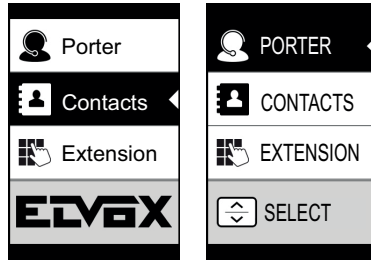 Porter
Contacts
Extension
ELVOX
PORTER
CONTACTS
EXTENSION
SELECT